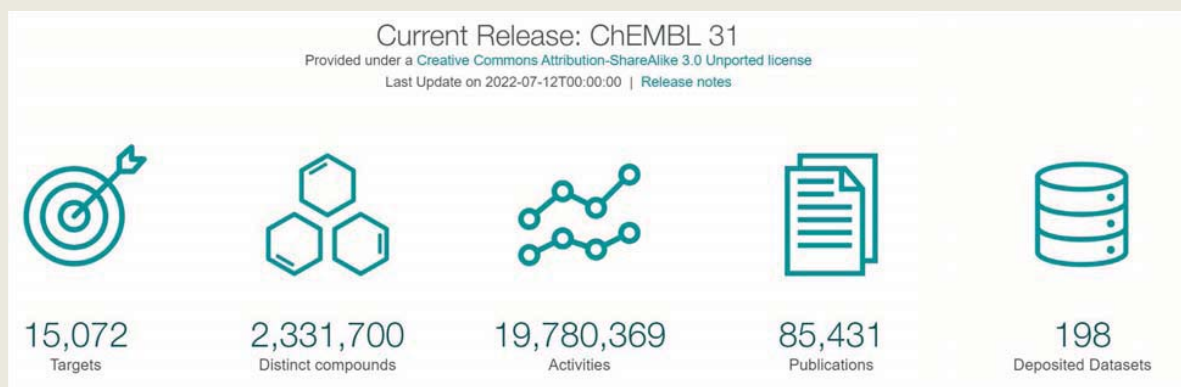 Current Release: ChEMBL 31
Provided under a Creative Commons Attribution-ShareAlike 3.0 Unported license
Last Update on 2022-07-12T00:00:00 | Release notes
15,072
Targets
2,331,700
Distinct compounds
19,780,369
Activities
85,431
Publications
198
Deposited Datasets